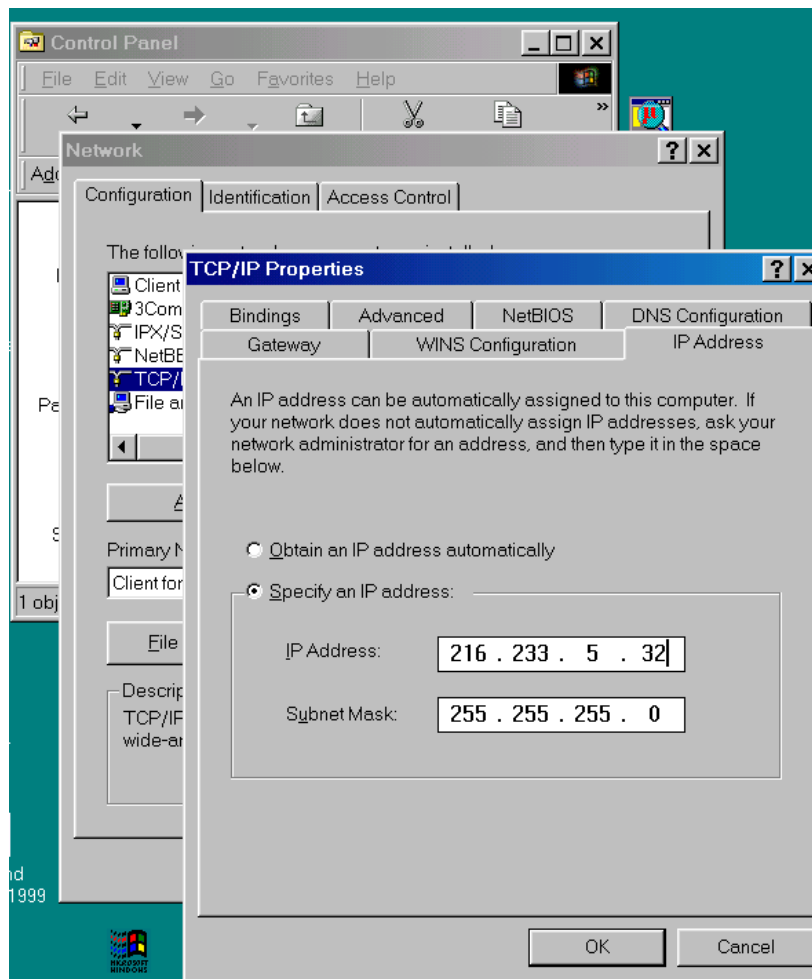 Control Panel
File Edit View Go Favorites Help
»
Network
Configuration Identification Access Control
The
TCP/IP Properties
Client
3Com
IPX/S
NetBE
TCP/I
File
Bindings Advanced NetBIOS DNS Configuration
Gateway WINS Configuration IP Address
An IP address can be automatically assigned to this computer. If
your network does not automatically assign IP addresses, ask your
network administrator for an address, and then type it in the space
below.
Primary N
Obtain an IP address automatically
Client for
Specify an IP address:
1 obj
File
IP Address: 216 . 233 . 5 . 32
Descrip
TCP/IP
wide-ar
Subnet Mask: 255 . 255 . 255 . 0
nd
1999
MICROSOFT
WINDOWS
OK Cancel